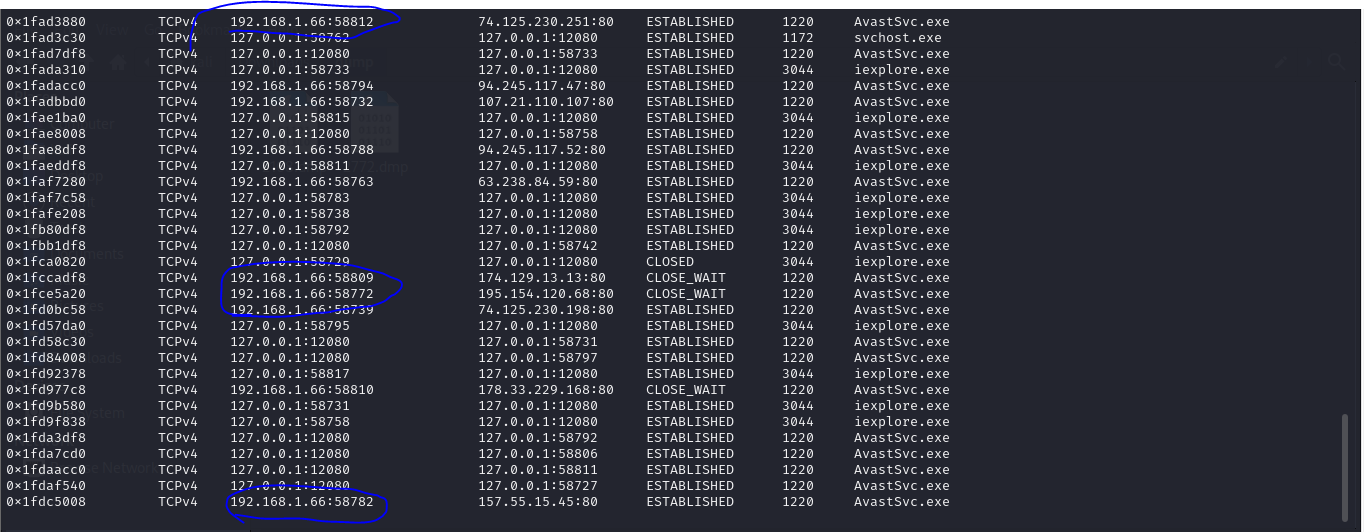 0×1fad3880 TCPv4 192.168.1.66:58812 74.125.230.251:80 ESTABLISHED 1220 AvastSvc.exe
0×1fad3c30 TCPv4 127.0.0.1:58762 127.0.0.1:12080 ESTABLISHED 1172 svchost.exe
0×1fad7df8 TCPv4 127.0.0.1:12080 127.0.0.1:58733 ESTABLISHED 1220 AvastSvc.exe
0×1fada310 TCPv4 127.0.0.1:58733 127.0.0.1:12080 ESTABLISHED 3044 iexplore.exe
0×1fadacc0 TCPv4 192.168.1.66:58794 94.245.117.47:80 ESTABLISHED 1220 AvastSvc.exe
0×1fadbbd0 TCPv4 192.168.1.66:58732 107.21.110.107:80 ESTABLISHED 1220 AvastSvc.exe
0×1fae1ba0 TCPv4 127.0.0.1:58815 127.0.0.1:12080 ESTABLISHED 3044 iexplore.exe
0×1fae8008 TCPv4 127.0.0.1:12080 127.0.0.1:58758 ESTABLISHED 1220 AvastSvc.exe
0×1fae8df8 TCPv4 192.168.1.66:58788 94.245.117.52:80 ESTABLISHED 1220 AvastSvc.exe
0×1faeddf8 TCPv4 127.0.0.1:58811 127.0.0.1:12080 ESTABLISHED 3044 iexplore.exe
0×1faf7280 TCPv4 192.168.1.66:58763 63.238.84.59:80 ESTABLISHED 1220 AvastSvc.exe
0×1faf7c58 TCPv4 127.0.0.1:58783 127.0.0.1:12080 ESTABLISHED 3044 iexplore.exe
0×1fafe208 TCPv4 127.0.0.1:58738 127.0.0.1:12080 ESTABLISHED 3044 iexplore.exe
0×1fb80df8 TCPv4 127.0.0.1:58792 127.0.0.1:12080 ESTABLISHED 3044 iexplore.exe
0×1fbb1df8 TCPv4 127.0.0.1:12080 127.0.0.1:58742 ESTABLISHED 1220 AvastSvc.exe
0×1fca0820 TCPv4 127.0.0.1:58729 127.0.0.1:12080 CLOSED 3044 iexplore.exe
0×1fccadf8 TCPv4 192.168.1.66:58809 174.129.13.13:80 CLOSE_WAIT 1220 AvastSvc.exe
0×1fce5a20 TCPv4 192.168.1.66:58772 195.154.120.68:80 CLOSE_WAIT 1220 AvastSvc.exe
0×1fd0bc58 TCPv4 192.168.1.66:58739 74.125.230.198:80 ESTABLISHED 1220 AvastSvc.exe
0×1fd57da0 TCPv4 127.0.0.1:58795 127.0.0.1:12080 ESTABLISHED 3044 iexplore.exe
0×1fd58c30 TCPv4 127.0.0.1:12080 127.0.0.1:58731 ESTABLISHED 1220 AvastSvc.exe
0×1fd84008 TCPv4 127.0.0.1:12080 127.0.0.1:58797 ESTABLISHED 1220 AvastSvc.exe
0×1fd92378 TCPv4 127.0.0.1:58817 127.0.0.1:12080 ESTABLISHED 3044 iexplore.exe
0×1fd977c8 TCPv4 192.168.1.66:58810 178.33.229.168:80 CLOSE_WAIT 1220 AvastSvc.exe
0×1fd9b580 TCPv4 127.0.0.1:58731 127.0.0.1:12080 ESTABLISHED 3044 iexplore.exe
0×1fd9f838 TCPv4 127.0.0.1:58758 127.0.0.1:12080 ESTABLISHED 3044 iexplore.exe
0×1fda3df8 TCPv4 127.0.0.1:12080 127.0.0.1:58792 ESTABLISHED 1220 AvastSvc.exe
0×1fda7cd0 TCPv4 127.0.0.1:12080 127.0.0.1:58806 ESTABLISHED 1220 AvastSvc.exe
0×1fdaacc0 TCPv4 127.0.0.1:12080 127.0.0.1:58811 ESTABLISHED 1220 AvastSvc.exe
0×1fdaf540 TCPv4 127.0.0.1:12080 127.0.0.1:58727 ESTABLISHED 1220 AvastSvc.exe
0×1fdc5008 TCPv4 192.168.1.66:58782 157.55.15.45:80 ESTABLISHED 1220 AvastSvc.exe